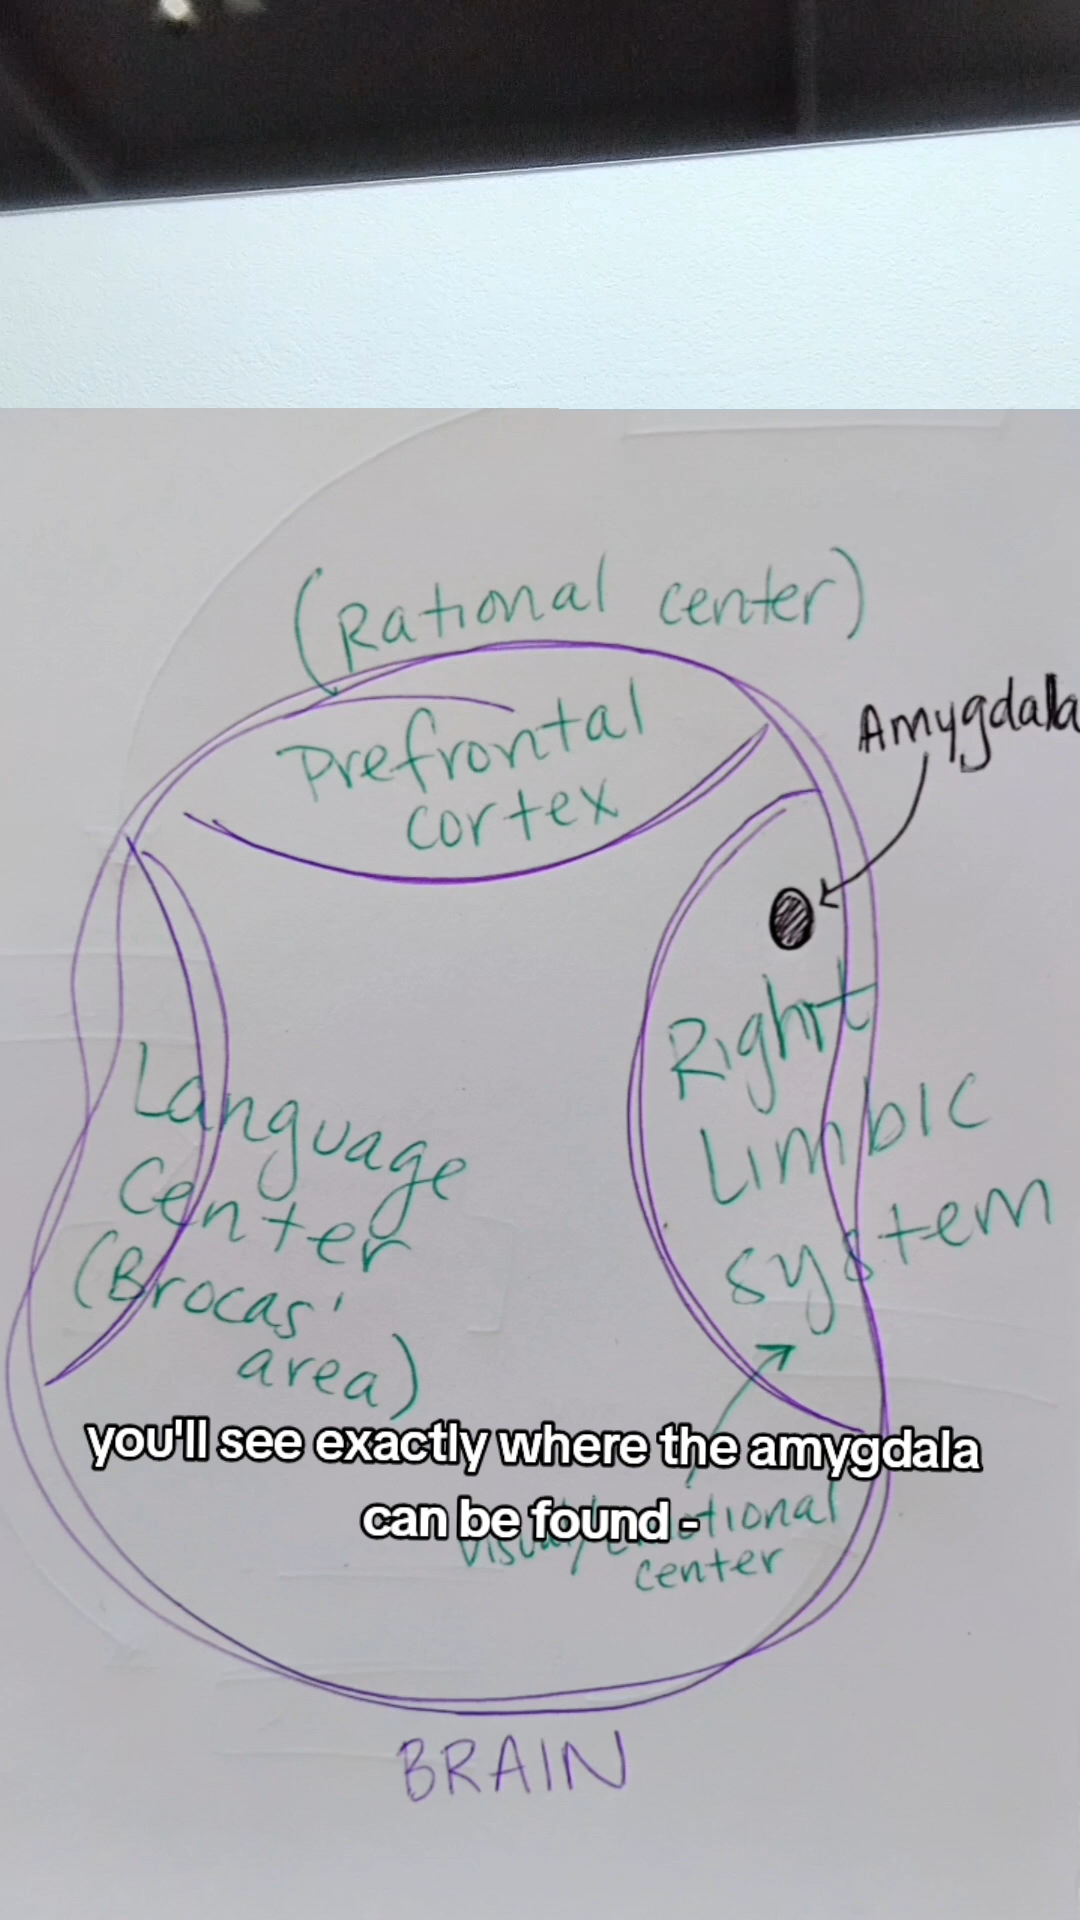 (Rational center)
Prefrontal
cortex
Amygdala
Right
Limbic
system
Language
Center
(Brocas'
area)
you'll see exactly where the amygdala
can be found -
center
BRAIN